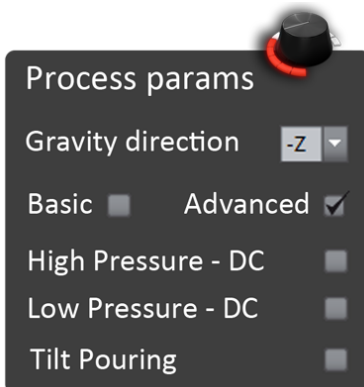 Process params
Gravity direction -Z
Basic Advanced
High Pressure - DC
Low Pressure - DC
Tilt Pouring